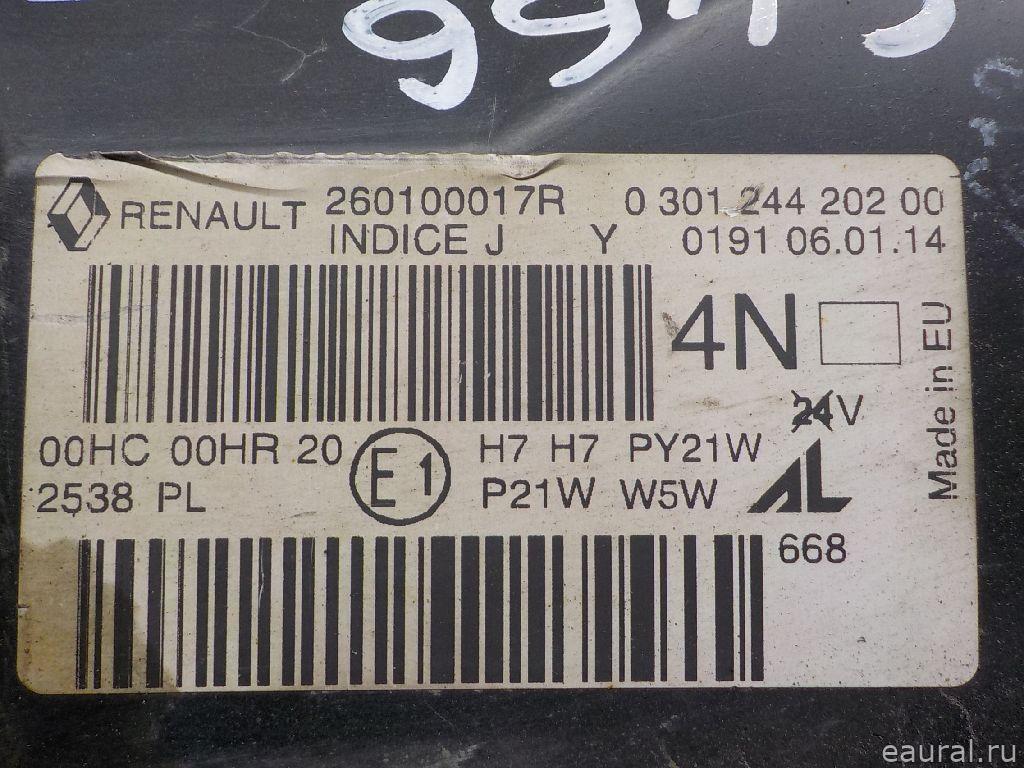 RENAULT 260100017R 0 301 244 202 00
INDICE J Y 0191 06.01.14
4N
24V
00HC 00HR 20 E1 H7 H7 PY21W
2538 PL P21W W5W AL
668
Made in EU
eaural.ru